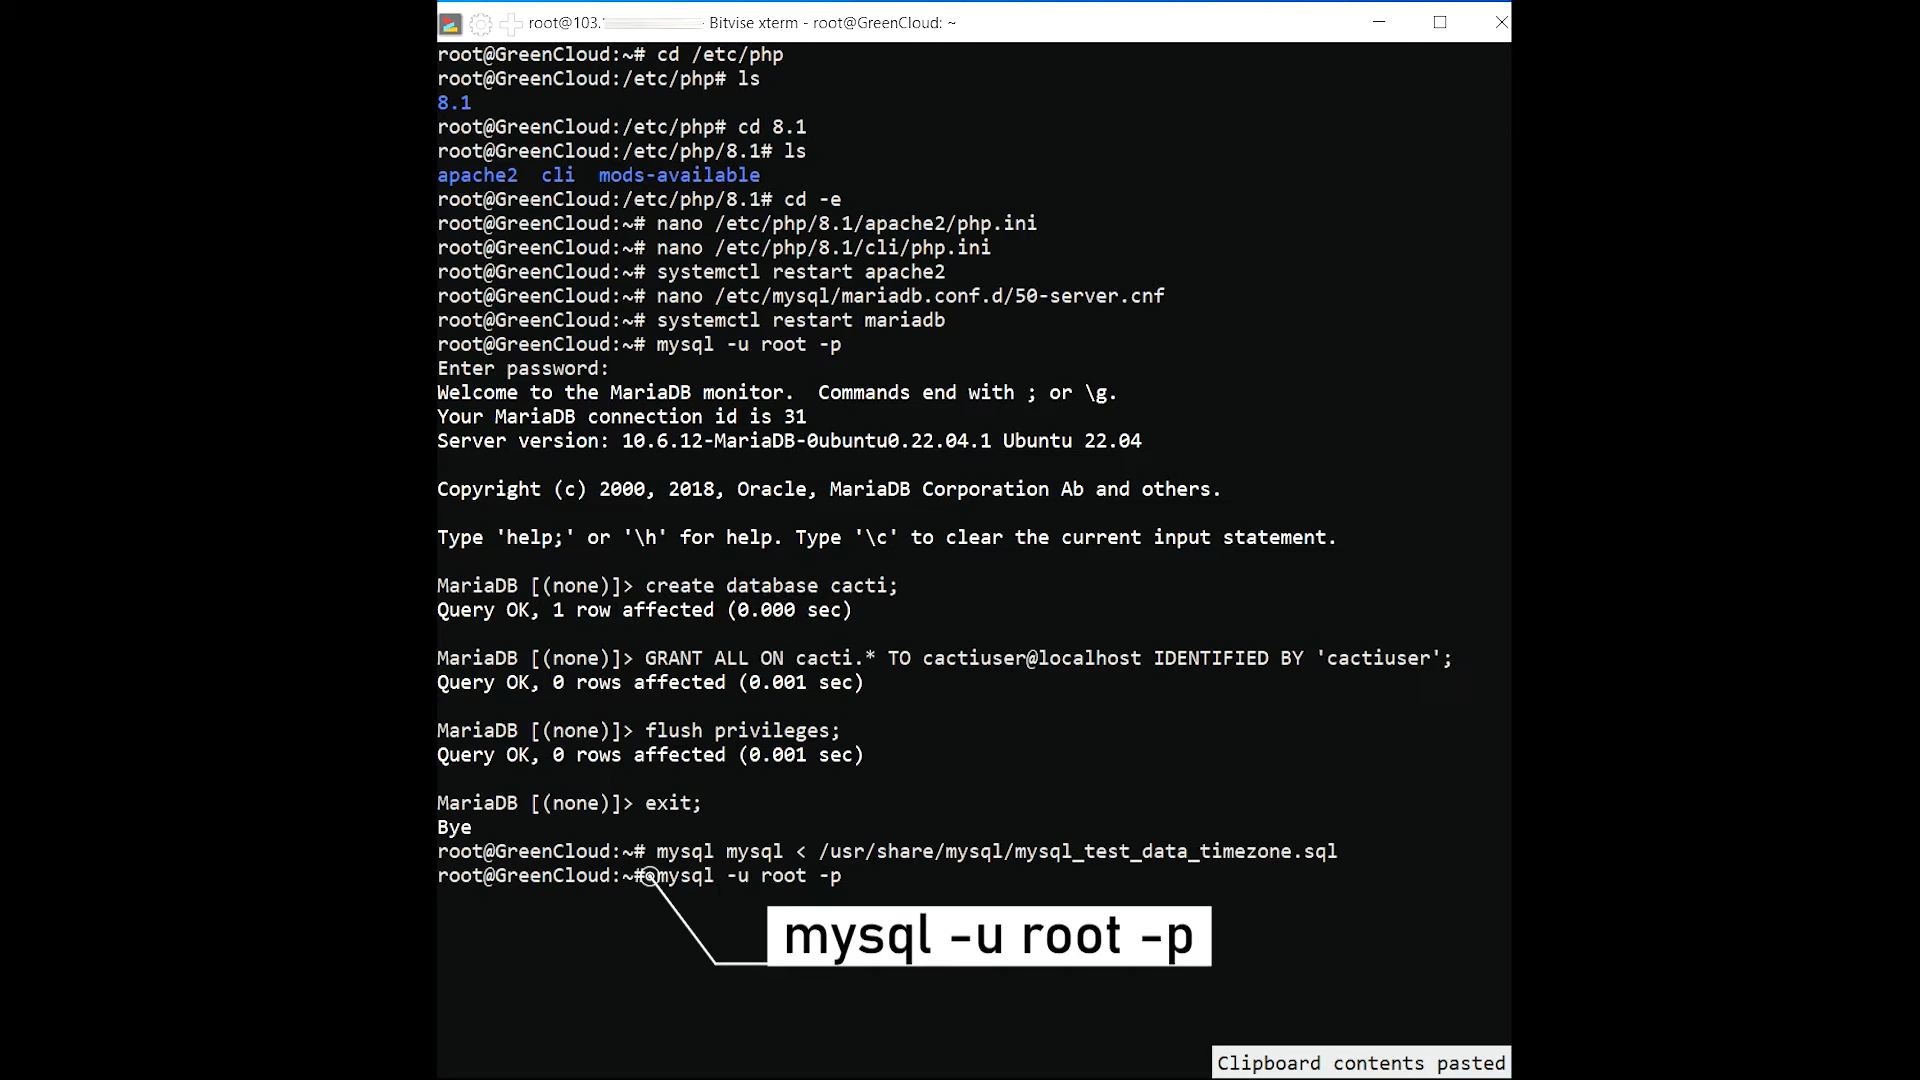 root@103. - Bitvise xterm - root@GreenCloud: ~
root@GreenCloud:~# cd /etc/php
root@GreenCloud:/etc/php# ls
8.1
root@GreenCloud:/etc/php# cd 8.1
root@GreenCloud:/etc/php/8.1# ls
apache2  cli  mods-available
root@GreenCloud:/etc/php/8.1# cd -e
root@GreenCloud:~# nano /etc/php/8.1/apache2/php.ini
root@GreenCloud:~# nano /etc/php/8.1/cli/php.ini
root@GreenCloud:~# systemctl restart apache2
root@GreenCloud:~# nano /etc/mysql/mariadb.conf.d/50-server.cnf
root@GreenCloud:~# systemctl restart mariadb
root@GreenCloud:~# mysql -u root -p
Enter password:
Welcome to the MariaDB monitor.  Commands end with ; or \g.
Your MariaDB connection id is 31
Server version: 10.6.12-MariaDB-0ubuntu0.22.04.1 Ubuntu 22.04
Copyright (c) 2000, 2018, Oracle, MariaDB Corporation Ab and others.
Type 'help;' or '\h' for help. Type '\c' to clear the current input statement.
MariaDB [(none)]> create database cacti;
Query OK, 1 row affected (0.000 sec)
MariaDB [(none)]> GRANT ALL ON cacti.* TO cactiuser@localhost IDENTIFIED BY 'cactiuser';
Query OK, 0 rows affected (0.001 sec)
MariaDB [(none)]> flush privileges;
Query OK, 0 rows affected (0.001 sec)
MariaDB [(none)]> exit;
Bye
root@GreenCloud:~# mysql mysql < /usr/share/mysql/mysql_test_data_timezone.sql
root@GreenCloud:~# mysql -u root -p
mysql -u root -p
Clipboard contents pasted